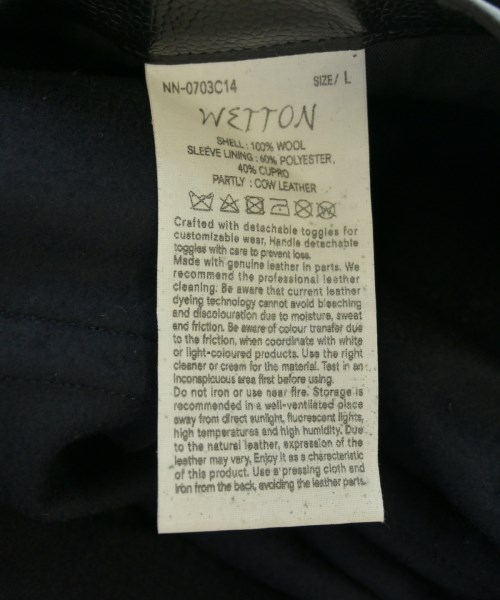 NN-0703C14 SIZE/ L
WETTON
SHELL : 100% WOOL
SLEEVE LINING : 60% POLYESTER,
40% CUPRO
PARTLY : COW LEATHER
Crafted with detachable toggles for
customizable wear, Handle detachable
toggles with care to prevent loss.
Made with genuine leather in parts. We
recommend the professional leather
cleaning. Be aware that current leather
dyeing technology cannot avoid bleaching
and discolouration due to moisture, sweat
and friction. Be aware of colour transfer due
to the friction, when coordinate with white
or light-coloured products. Use the right
cleaner or cream for the material. Test in an
inconspicuous area first before using.
Do not iron or use near fire. Storage is
recommended in a well-ventilated place
away from direct sunlight, fluorescent lights,
high temperatures and high humidity. Due
to the natural leather, expression of the
leather may vary, Enjoy it as a characteristic
of this product. Use a pressing cloth and
iron from the back, avoiding the leather parts.